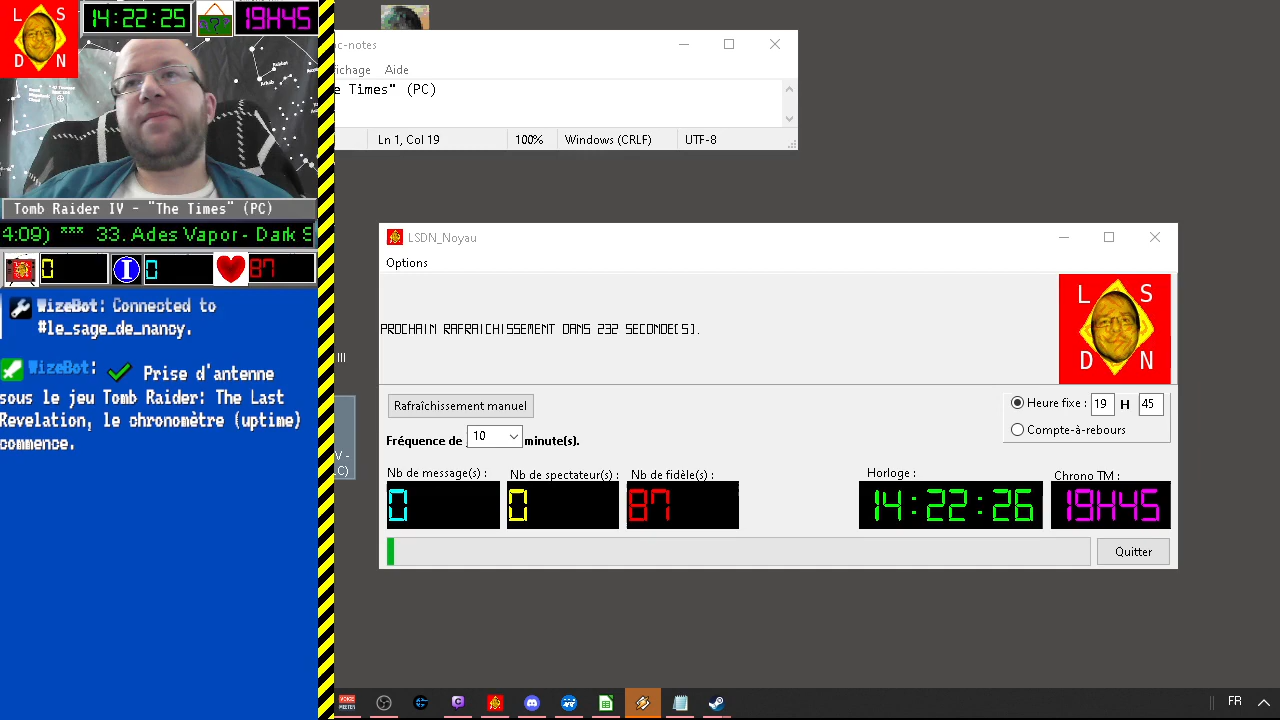 L S
D N
14:22:25
19H45
Tomb Raider IV - "The Times" (PC)
4:09) *** 33. Ades Vapor - Dark S
0
0
87
WizeBot: Connected to
#le_sage_de_nancy.
WizeBot: Prise d'antenne
sous le jeu Tomb Raider: The Last
Revelation, le chronomètre (uptime)
commence.
c-notes
ichage Aide
e Times" (PC)
Ln 1, Col 19 100% Windows (CRLF) UTF-8
LSDN_Noyau
Options
PROCHAIN RAFRAICHISSEMENT DANS 232 SECONDE(S).
L S
D N
Rafraîchissement manuel
Heure fixe : 19 H 45
Compte-à-rebours
Fréquence de 10 minute(s).
Nb de message(s) : Nb de spectateur(s) : Nb de fidèle(s) : Horloge : Chrono TM :
0 0 87 14:22:26 19H45
Quitter
III
V -
C)
VOICE
MEETER
FR